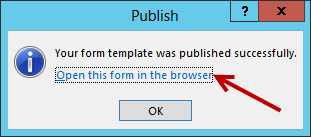 Publish
? x
Your form template was published successfully.
Open this form in the browser
OK